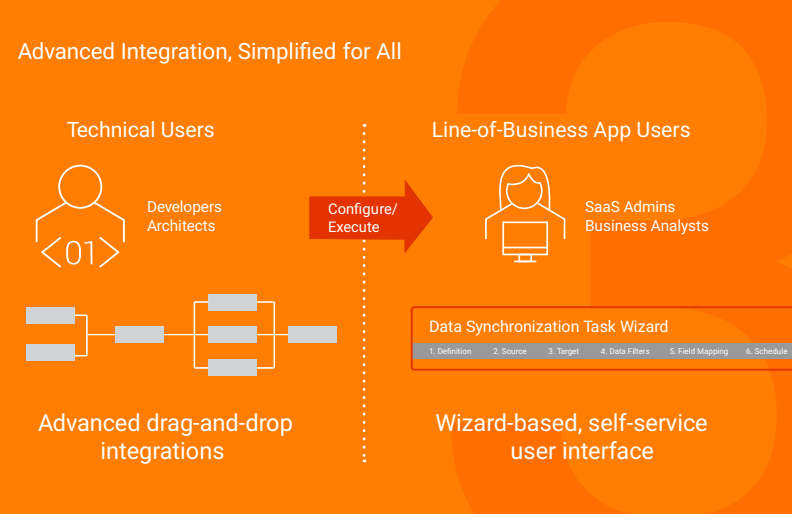 Advanced Integration, Simplified for All
Technical Users
Developers
Architects
<01>
Configure/
Execute
Line-of-Business App Users
SaaS Admins
Business Analysts
Advanced drag-and-drop
integrations
Data Synchronization Task Wizard
1. Definition 2. Source 3. Target 4. Data Filters 5. Field Mapping 6. Schedule
Wizard-based, self-service
user interface
3